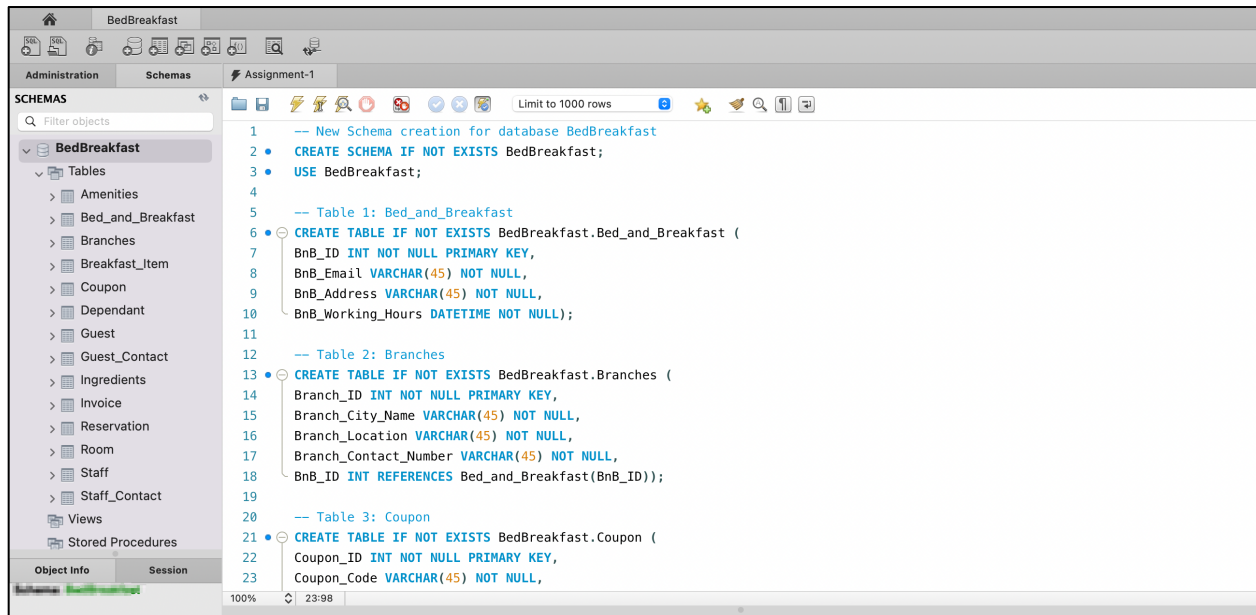 BedBreakfast
Administration
Schemas
Assignment-1
SCHEMAS
Limit to 1000 rows
Filter objects
BedBreakfast
Tables
Amenities
Bed_and_Breakfast
Branches
Breakfast_Item
Coupon
Dependant
Guest
Guest_Contact
Ingredients
Invoice
Reservation
Room
Staff
Staff_Contact
Views
Stored Procedures
Object Info
Session
1 -- New Schema creation for database BedBreakfast
2 CREATE SCHEMA IF NOT EXISTS BedBreakfast;
3 USE BedBreakfast;
4
5 -- Table 1: Bed_and_Breakfast
6 CREATE TABLE IF NOT EXISTS BedBreakfast.Bed_and_Breakfast (
7 BnB_ID INT NOT NULL PRIMARY KEY,
8 BnB_Email VARCHAR(45) NOT NULL,
9 BnB_Address VARCHAR(45) NOT NULL,
10 BnB_Working_Hours DATETIME NOT NULL);
11
12 -- Table 2: Branches
13 CREATE TABLE IF NOT EXISTS BedBreakfast.Branches (
14 Branch_ID INT NOT NULL PRIMARY KEY,
15 Branch_City_Name VARCHAR(45) NOT NULL,
16 Branch_Location VARCHAR(45) NOT NULL,
17 Branch_Contact_Number VARCHAR(45) NOT NULL,
18 BnB_ID INT REFERENCES Bed_and_Breakfast(BnB_ID));
19
20 -- Table 3: Coupon
21 CREATE TABLE IF NOT EXISTS BedBreakfast.Coupon (
22 Coupon_ID INT NOT NULL PRIMARY KEY,
23 Coupon_Code VARCHAR(45) NOT NULL,
100% 23:98